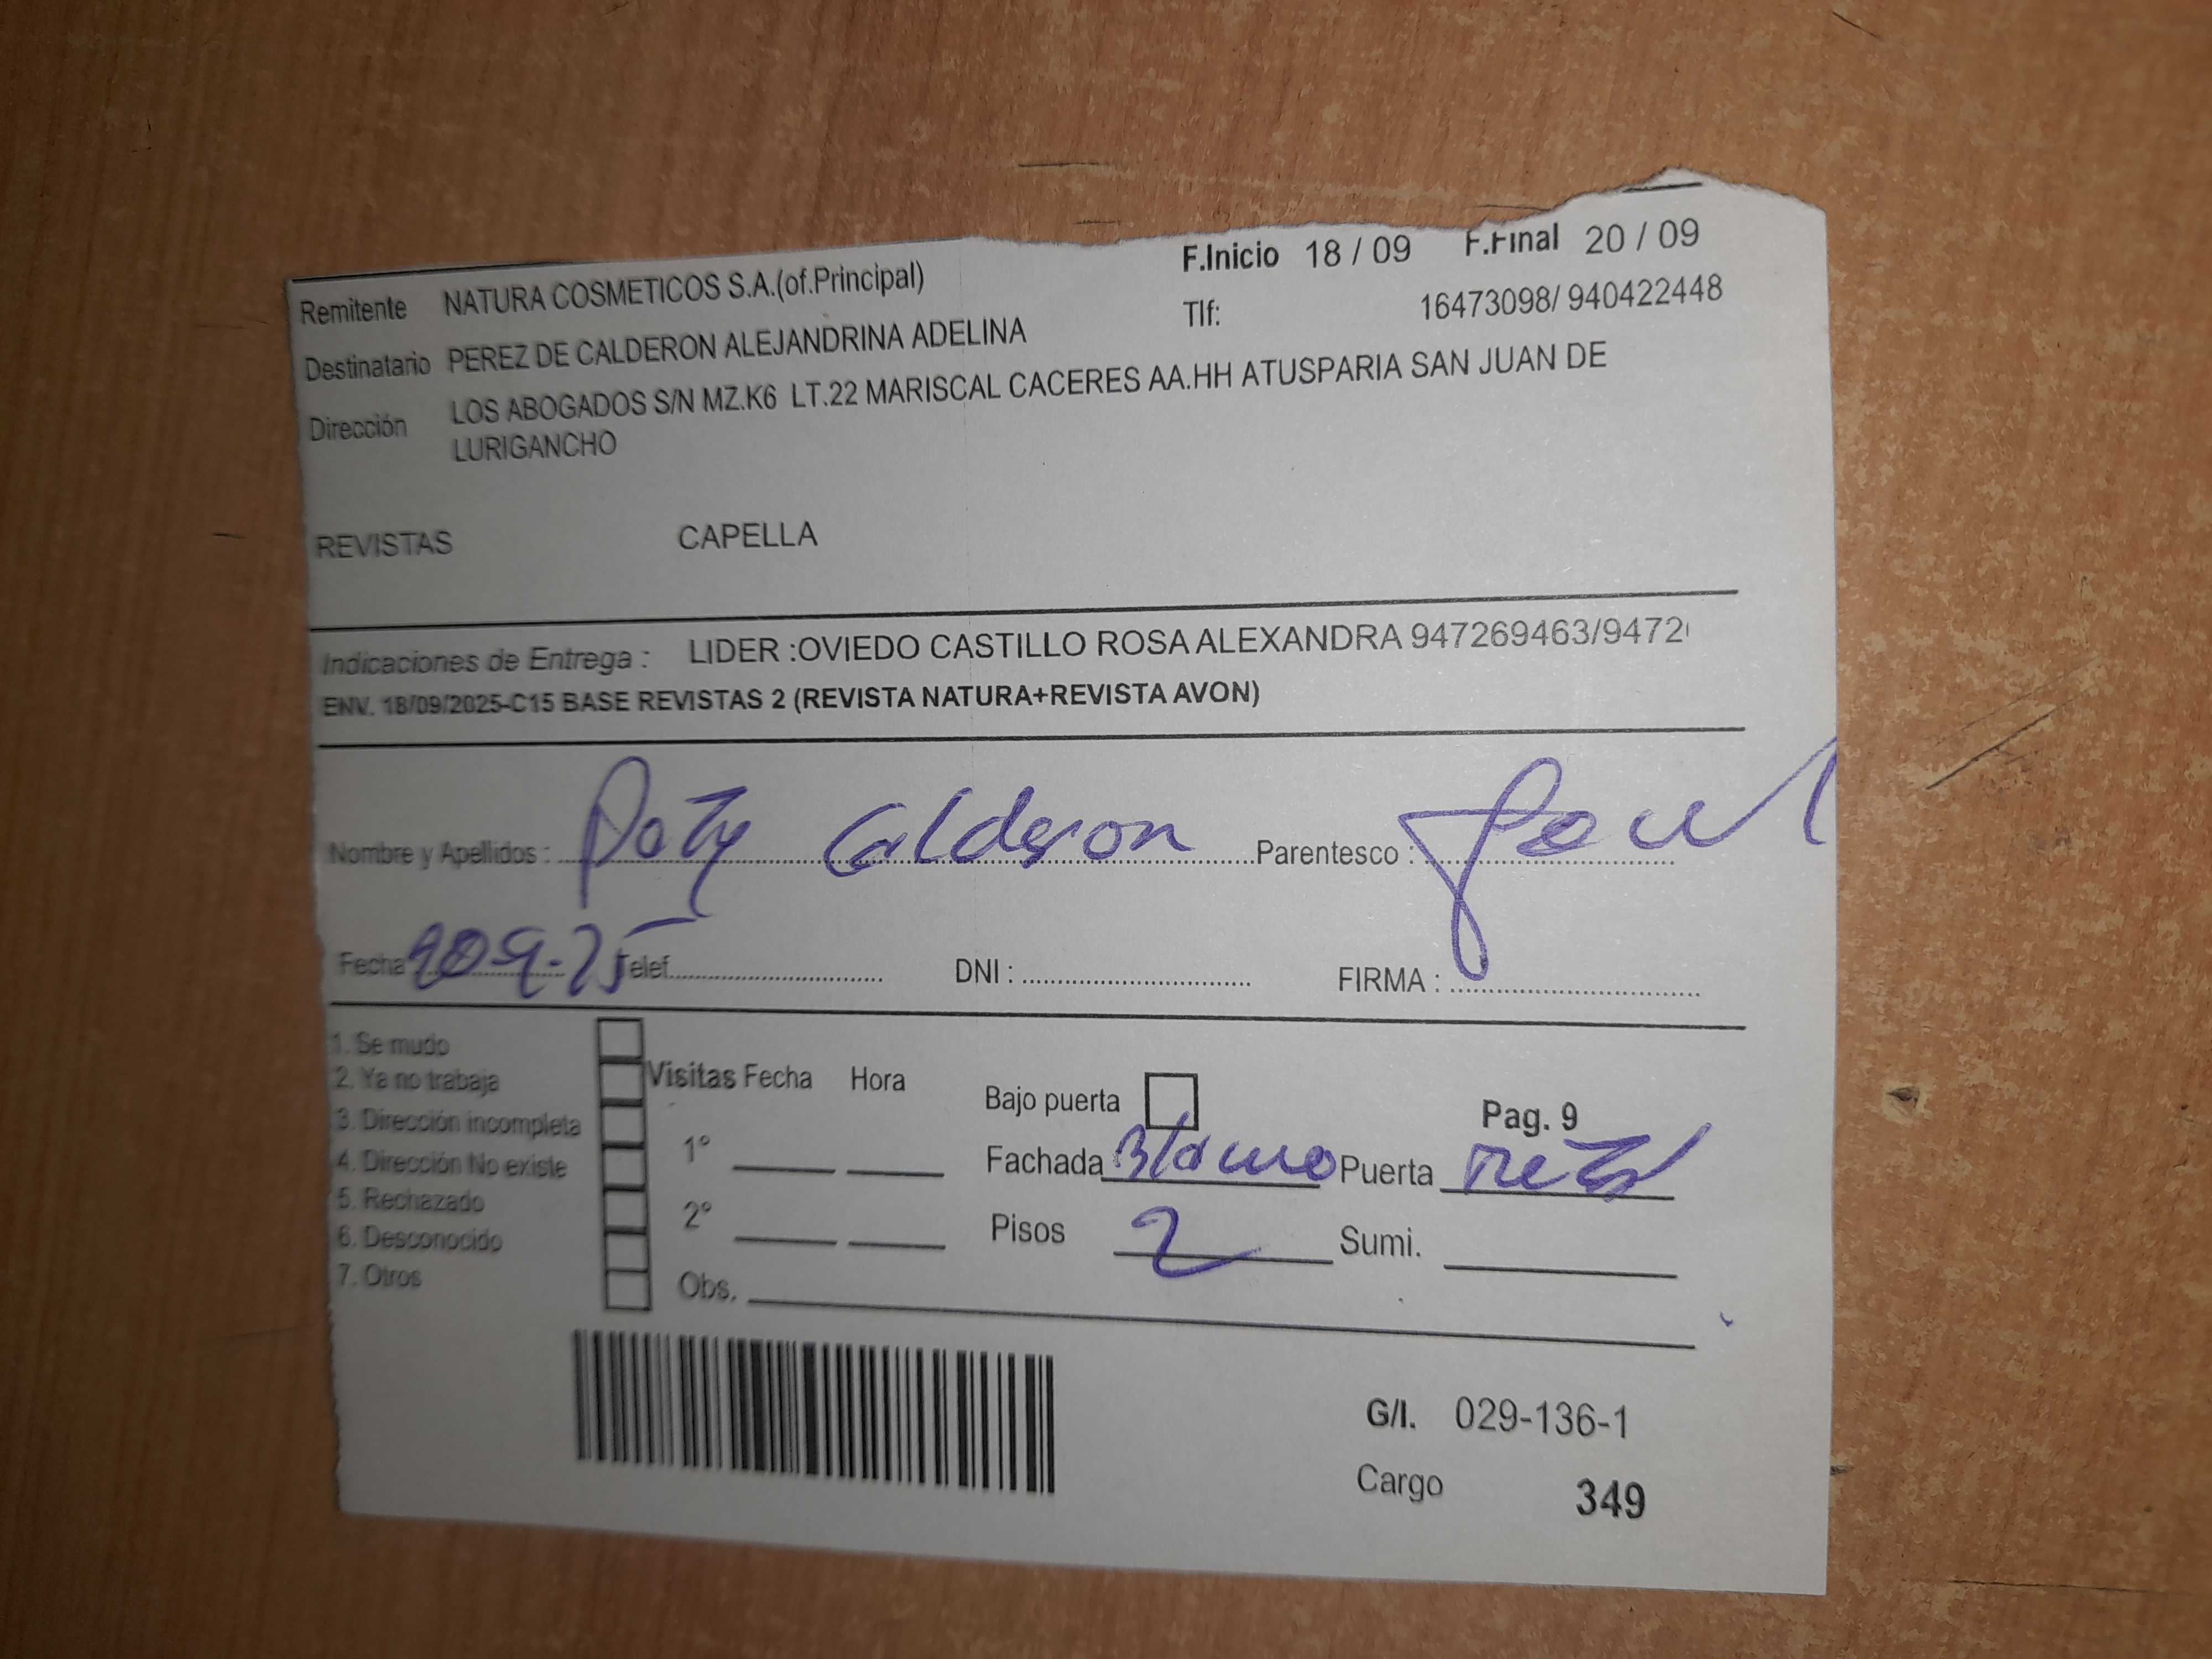 F.Inicio 18 / 09 F.Final 20 / 09
Remitente NATURA COSMETICOS S.A.(of.Principal)
Tlf: 16473098/ 940422448
Destinatario PEREZ DE CALDERON ALEJANDRINA ADELINA
Dirección LOS ABOGADOS S/N MZ.K6 LT.22 MARISCAL CACERES AA.HH ATUSPARIA SAN JUAN DE
LURIGANCHO
REVISTAS CAPELLA
Indicaciones de Entrega : LIDER :OVIEDO CASTILLO ROSA ALEXANDRA 947269463/9472
ENV. 18/09/2025-C15 BASE REVISTAS 2 (REVISTA NATURA+REVISTA AVON)
Nombre y Apellidos : Paty Calderon Parentesco :
Fecha Telef. DNI : FIRMA :
1. Se mudo
2. Ya no trabaja
3. Dirección incompleta
4. Dirección No existe
5. Rechazado
6. Desconocido
7. Otros
Visitas Fecha Hora
1°
2°
Obs.
Bajo puerta
Pag. 9
Fachada Blanco Puerta
Pisos 2 Sumi.
G/I. 029-136-1
Cargo 349